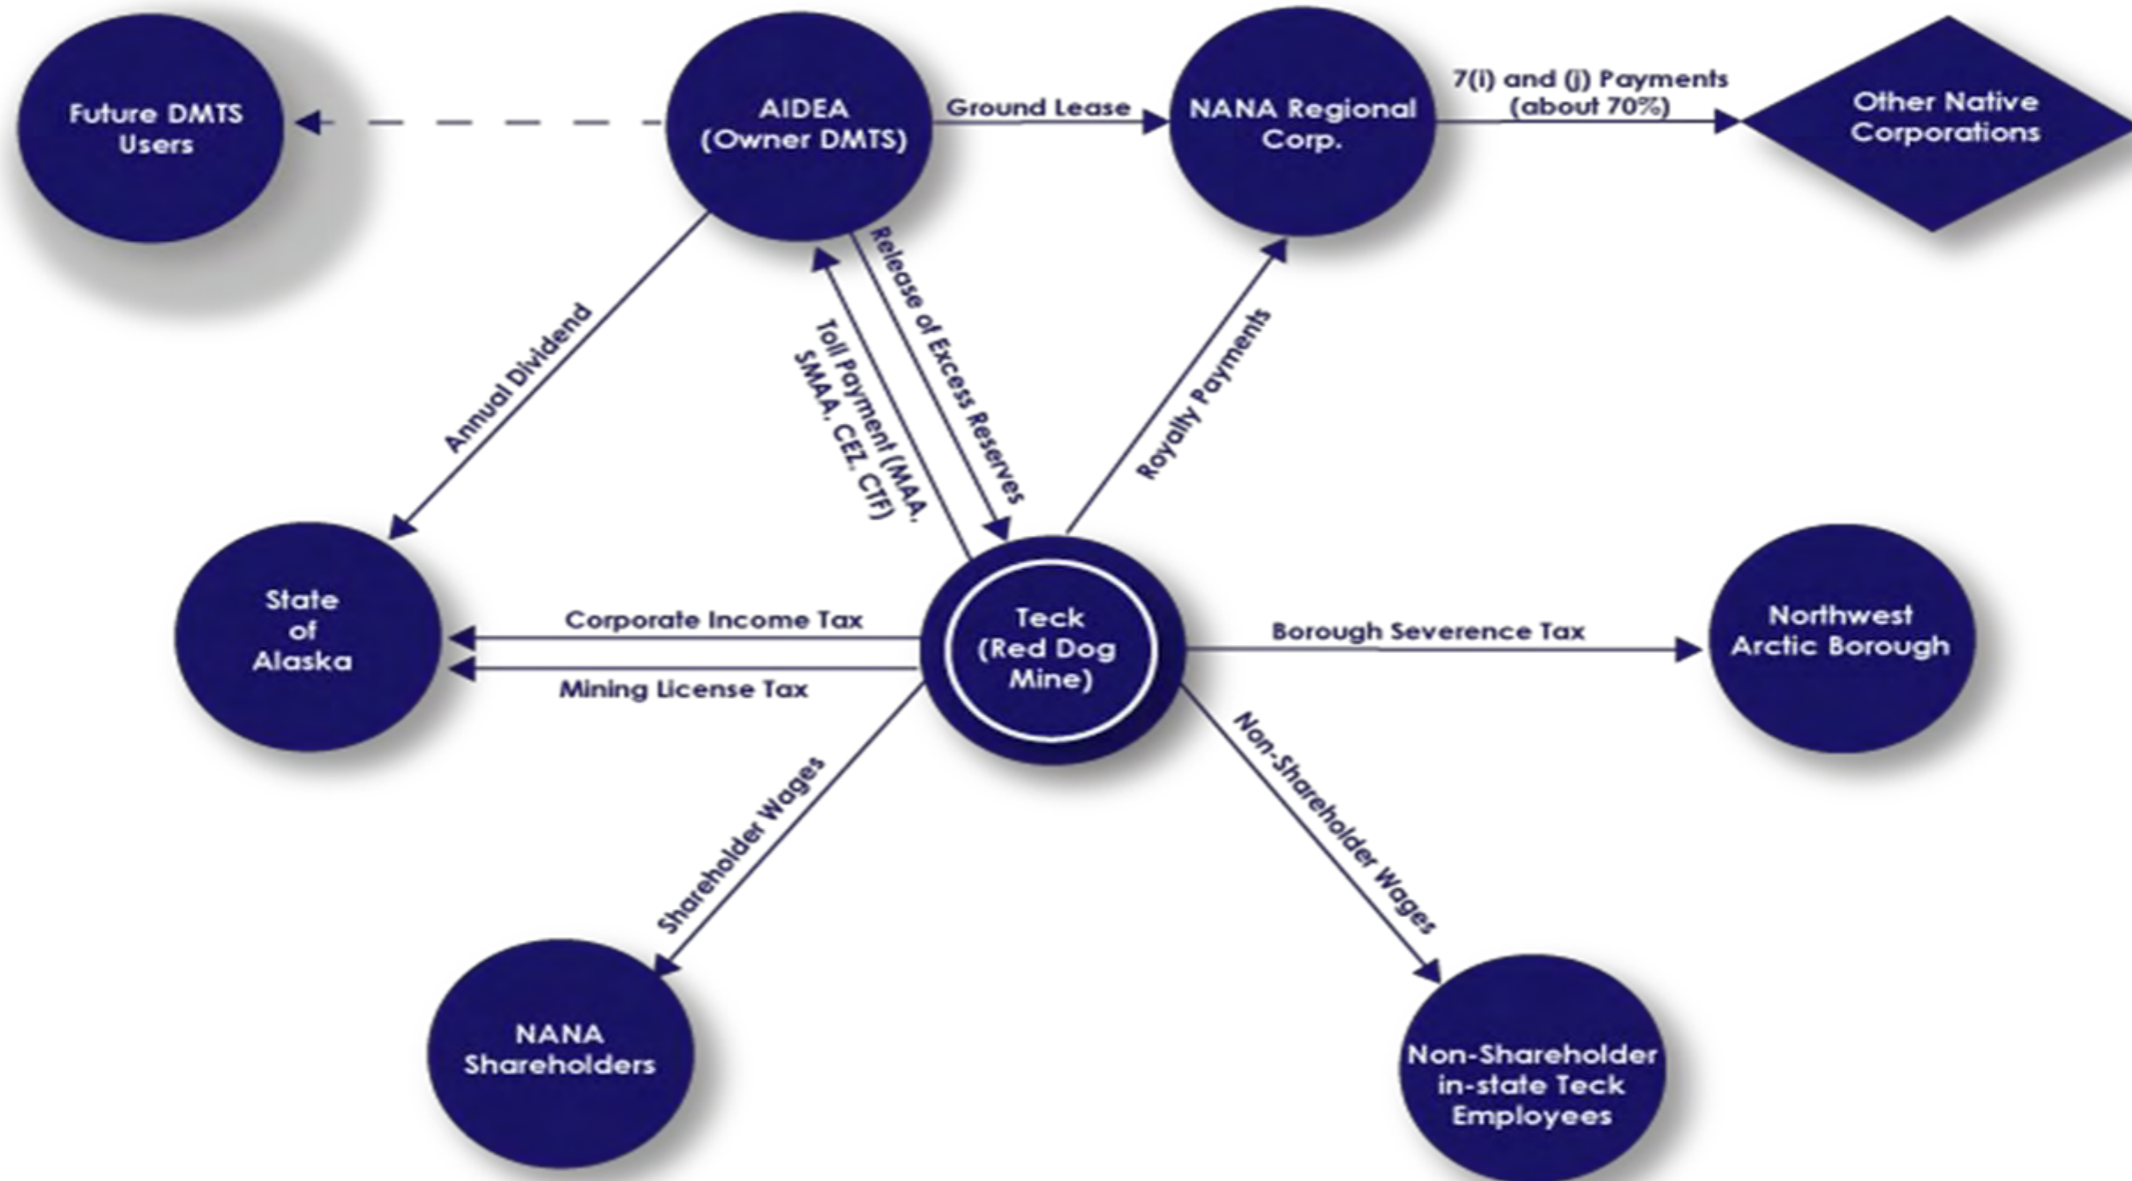 Future DMTS
Users
AIDEA
(Owner DMTS)
Ground Lease
NANA Regional
Corp.
7(i) and (j) Payments
(about 70%)
Other Native
Corporations
Annual Dividend
Toll Payment (MAA,
SMAA, CEZ, CTF)
Release of Excess Reserves
Royalty Payments
State
of
Alaska
Corporate Income Tax
Mining License Tax
Teck
(Red Dog
Mine)
Borough Severence Tax
Northwest
Arctic Borough
Shareholder Wages
Non-Shareholder Wages
NANA
Shareholders
Non-Shareholder
in-state Teck
Employees